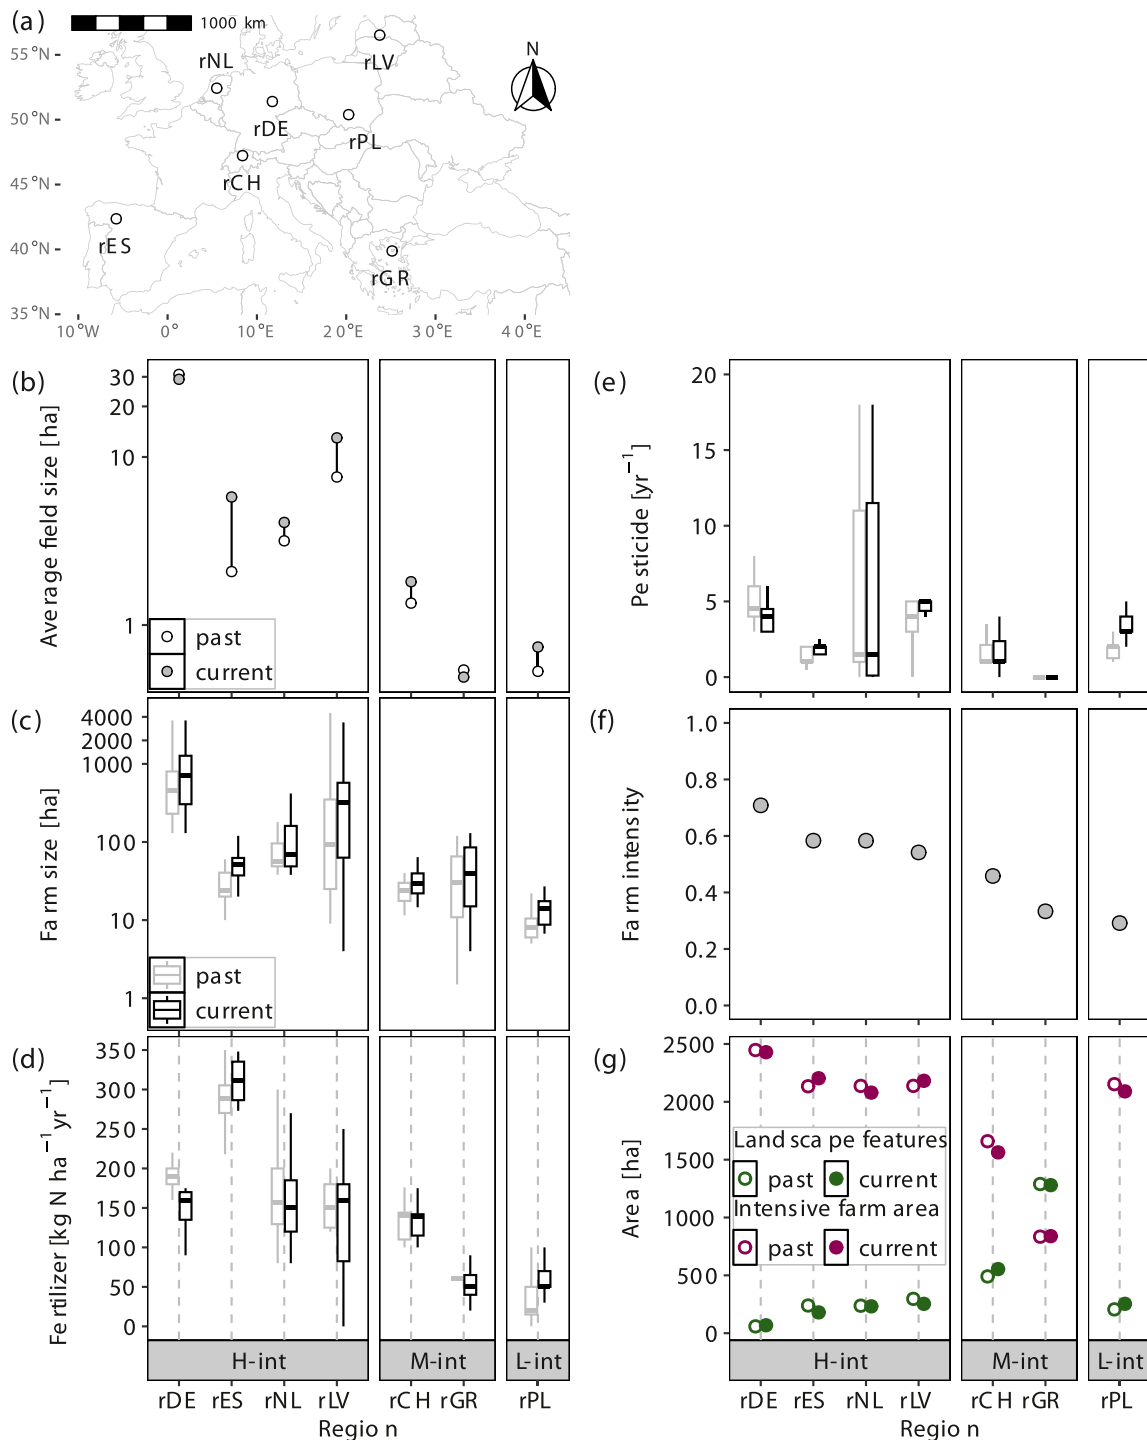 (a)
1000 km
N
55°N
50°N
45°N
40°N
35°N
10°W
0°
10°E
20°E
30°E
40°E
rNL
rLV
rDE
rPL
rCH
rES
rGR
(b)
Average field size [ha]
30
20
10
1
past
current
(c)
Farm size [ha]
4000
2000
1000
100
10
1
past
current
(d)
Fertilizer [kg N ha⁻¹yr⁻¹]
350
300
250
200
150
100
50
0
H-int
M-int
L-int
rDE rES rNL rLV rCH rGR rPL
Region
(e)
Pesticide [yr⁻¹]
20
15
10
5
0
(f)
Farm intensity
1.0
0.8
0.6
0.4
0.2
0.0
(g)
Area [ha]
2500
2000
1500
1000
500
0
Landscape features
past current
Intensive farm area
past current
H-int
M-int
L-int
rDE rES rNL rLV rCH rGR rPL
Region